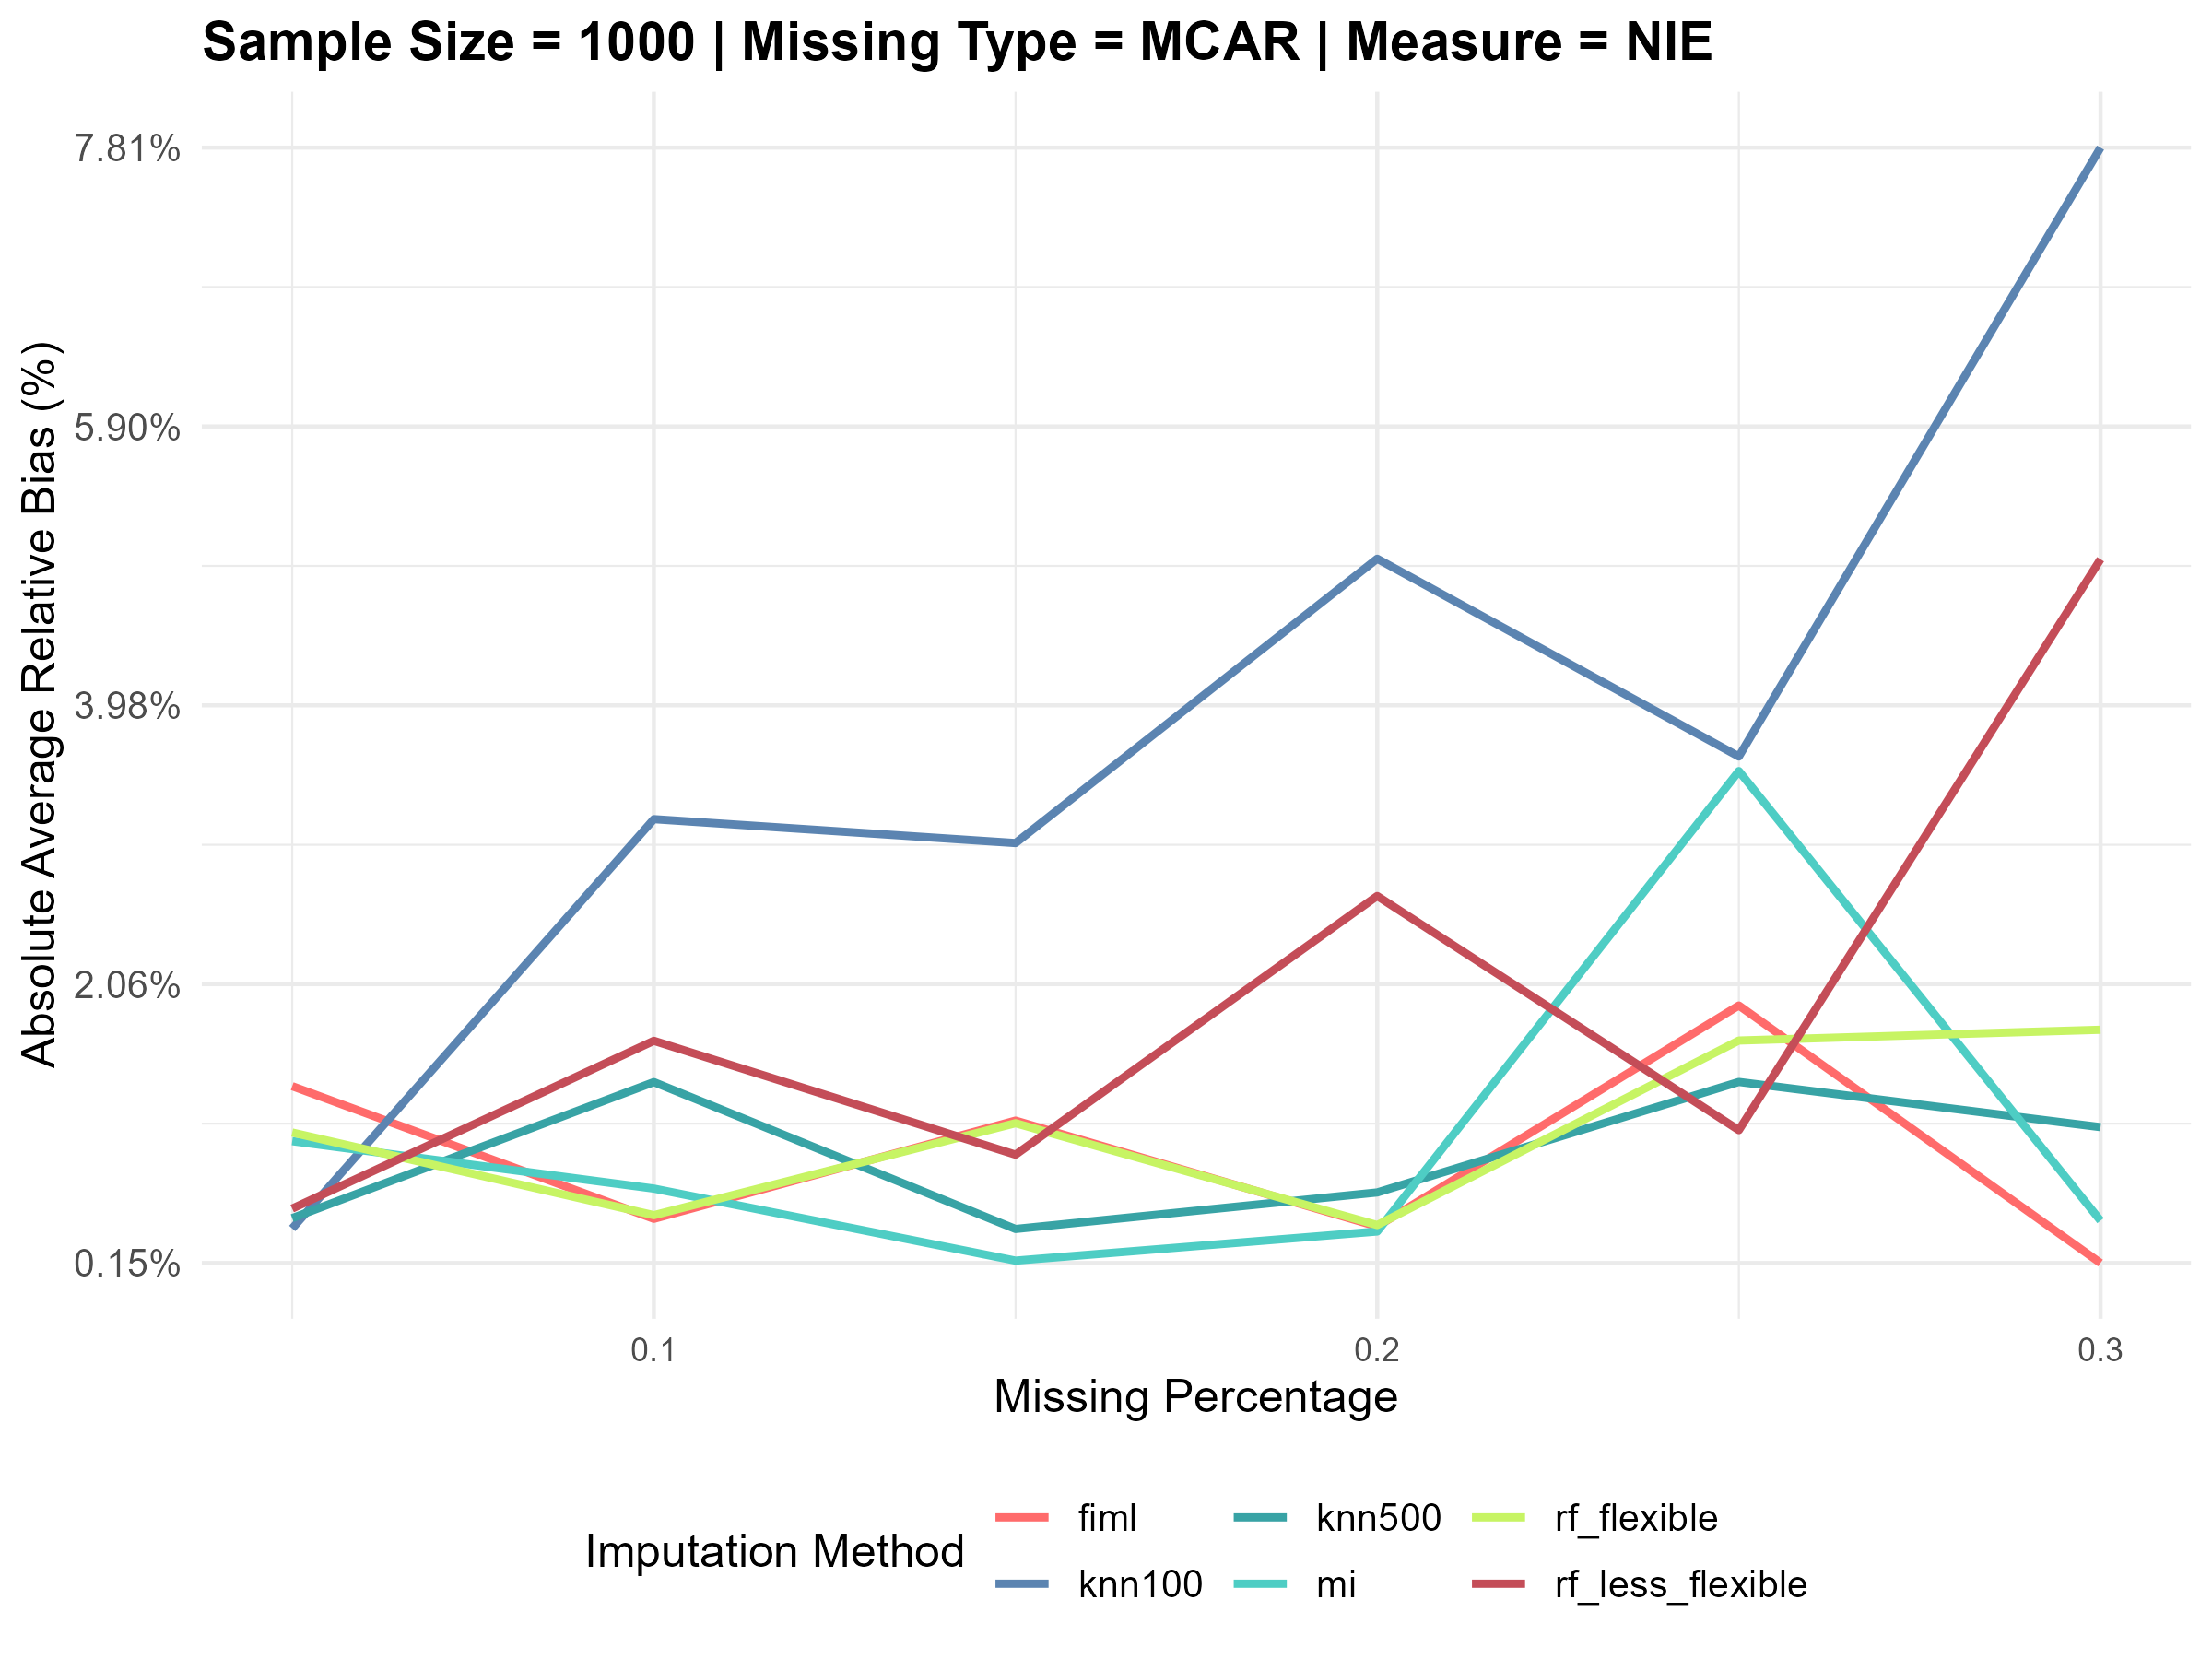 Sample Size = 1000 | Missing Type = MCAR | Measure = NIE
Absolute Average Relative Bias (%)
7.81%
5.90%
3.98%
2.06%
0.15%
0.1
0.2
0.3
Missing Percentage
Imputation Method
fiml
knn500
rf_flexible
knn100
mi
rf_less_flexible